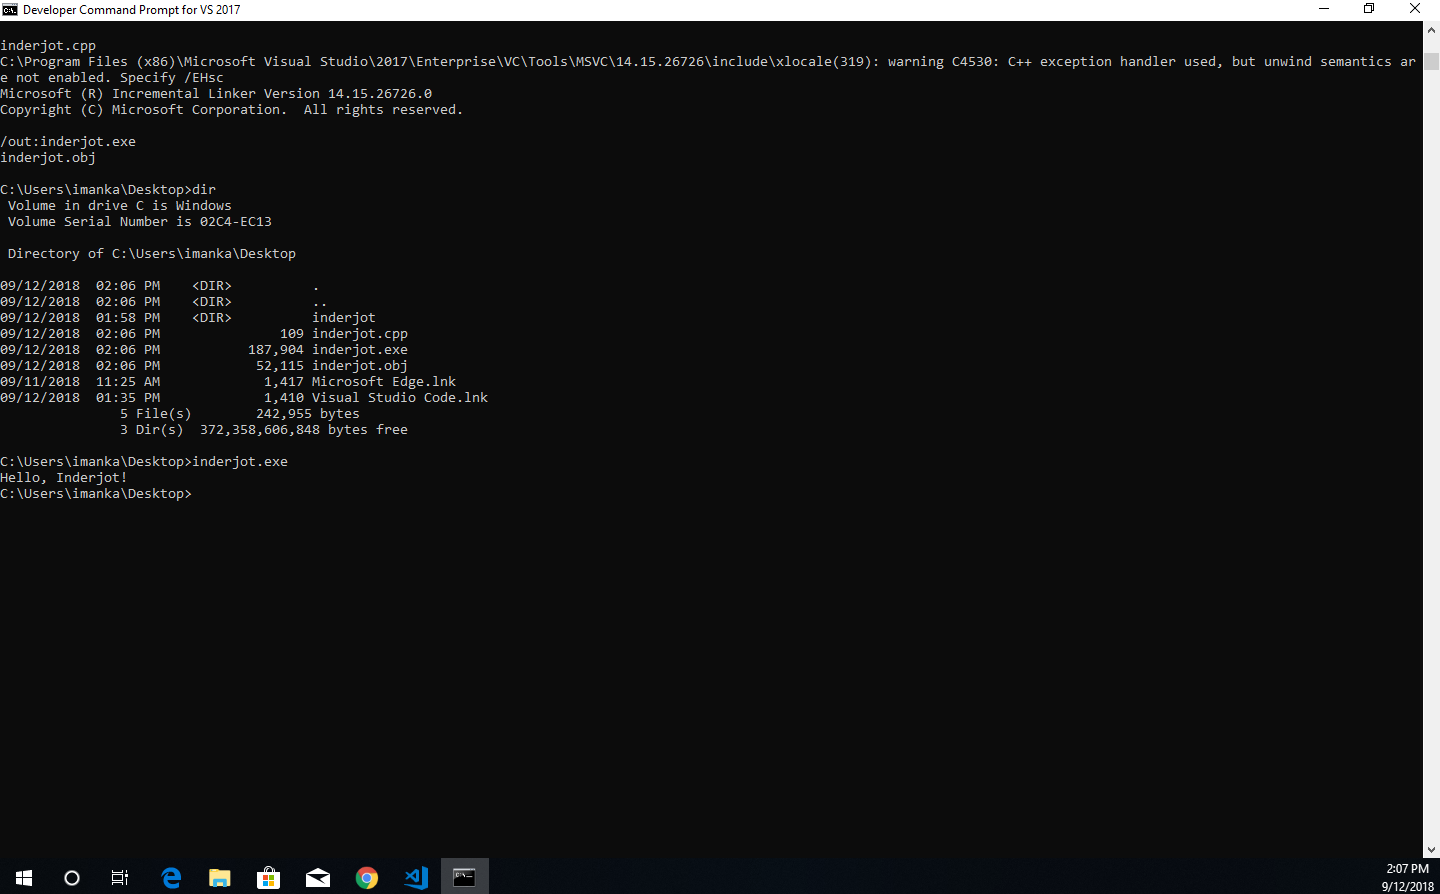 Developer Command Prompt for VS 2017
inderjot.cpp
C:\Program Files (x86)\Microsoft Visual Studio\2017\Enterprise\VC\Tools\MSVC\14.15.26726\include\xlocale(319): warning C4530: C++ exception handler used, but unwind semantics ar
e not enabled. Specify /EHsc
Microsoft (R) Incremental Linker Version 14.15.26726.0
Copyright (C) Microsoft Corporation.  All rights reserved.
/out:inderjot.exe
inderjot.obj
C:\Users\imanka\Desktop>dir
 Volume in drive C is Windows
 Volume Serial Number is 02C4-EC13
 Directory of C:\Users\imanka\Desktop
09/12/2018  02:06 PM    <DIR>          .
09/12/2018  02:06 PM    <DIR>          ..
09/12/2018  01:58 PM    <DIR>          inderjot
09/12/2018  02:06 PM               109 inderjot.cpp
09/12/2018  02:06 PM           187,904 inderjot.exe
09/12/2018  02:06 PM            52,115 inderjot.obj
09/11/2018  11:25 AM             1,417 Microsoft Edge.lnk
09/12/2018  01:35 PM             1,410 Visual Studio Code.lnk
               5 File(s)        242,955 bytes
               3 Dir(s)  372,358,606,848 bytes free
C:\Users\imanka\Desktop>inderjot.exe
Hello, Inderjot!
C:\Users\imanka\Desktop>
2:07 PM
9/12/2018